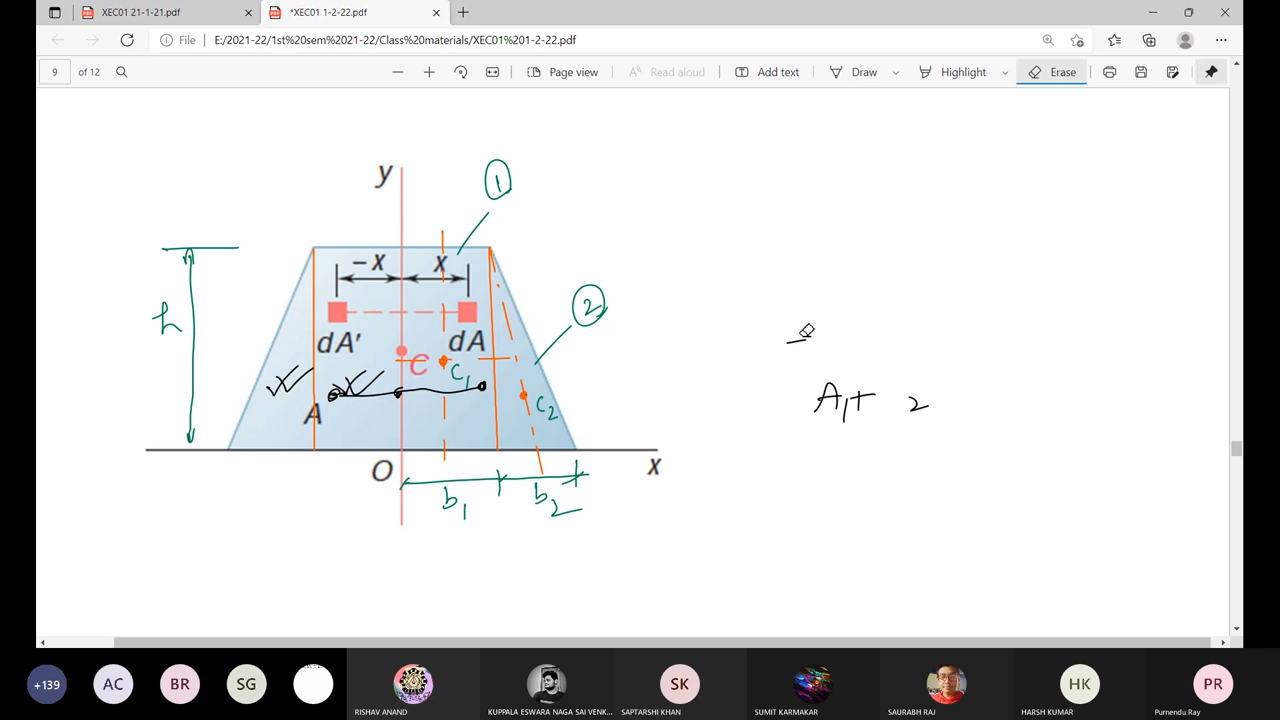 XEC01 21-1-21.pdf
*XEC01 1-2-22.pdf
File
E:/2021-22/1st%20sem%2021-22/Class%20materials/XEC01%201-2-22.pdf
9 of 12
Page view
Read aloud
Add text
Draw
Highlight
Erase
y
1
-x
x
h
2
dA'
dA
C
C1
A
C2
A1+ 2
O
x
b1
b2
+139
AC
BR
SG
SK
HK
PR
RISHAV ANAND
KUPPALA ESWARA NAGA SAI VENK...
SAPTARSHI KHAN
SUMIT KARMAKAR
SAURABH RAJ
HARSH KUMAR
Purnendu Ray